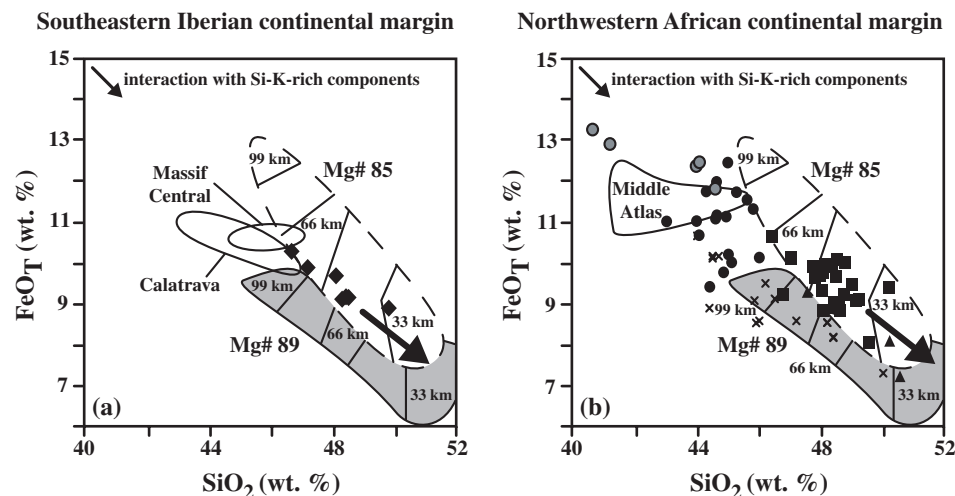 Southeastern Iberian continental margin
15
13
11
9
7
FeOT (wt. %)
interaction with Si-K-rich components
99 km
Mg# 85
Massif
Central
66 km
Calatrava
99 km
Mg# 89
66 km
33 km
33 km
(a)
40
44
48
52
SiO2 (wt. %)
Northwestern African continental margin
15
13
11
9
7
FeOT (wt. %)
interaction with Si-K-rich components
99 km
Mg# 85
Middle
Atlas
66 km
99 km
Mg# 89
66 km
33 km
33 km
(b)
40
44
48
52
SiO2 (wt. %)